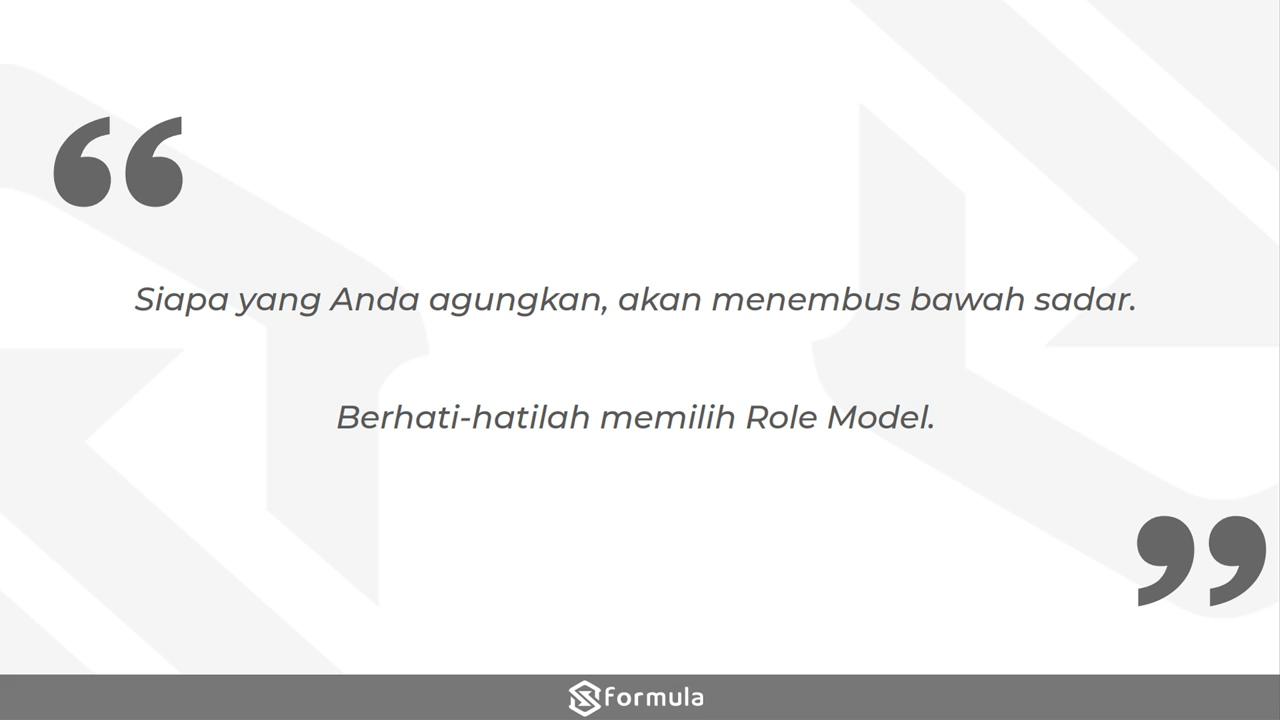 “
Siapa yang Anda agungkan, akan menembus bawah sadar.
Berhati-hatilah memilih Role Model.
”
formula